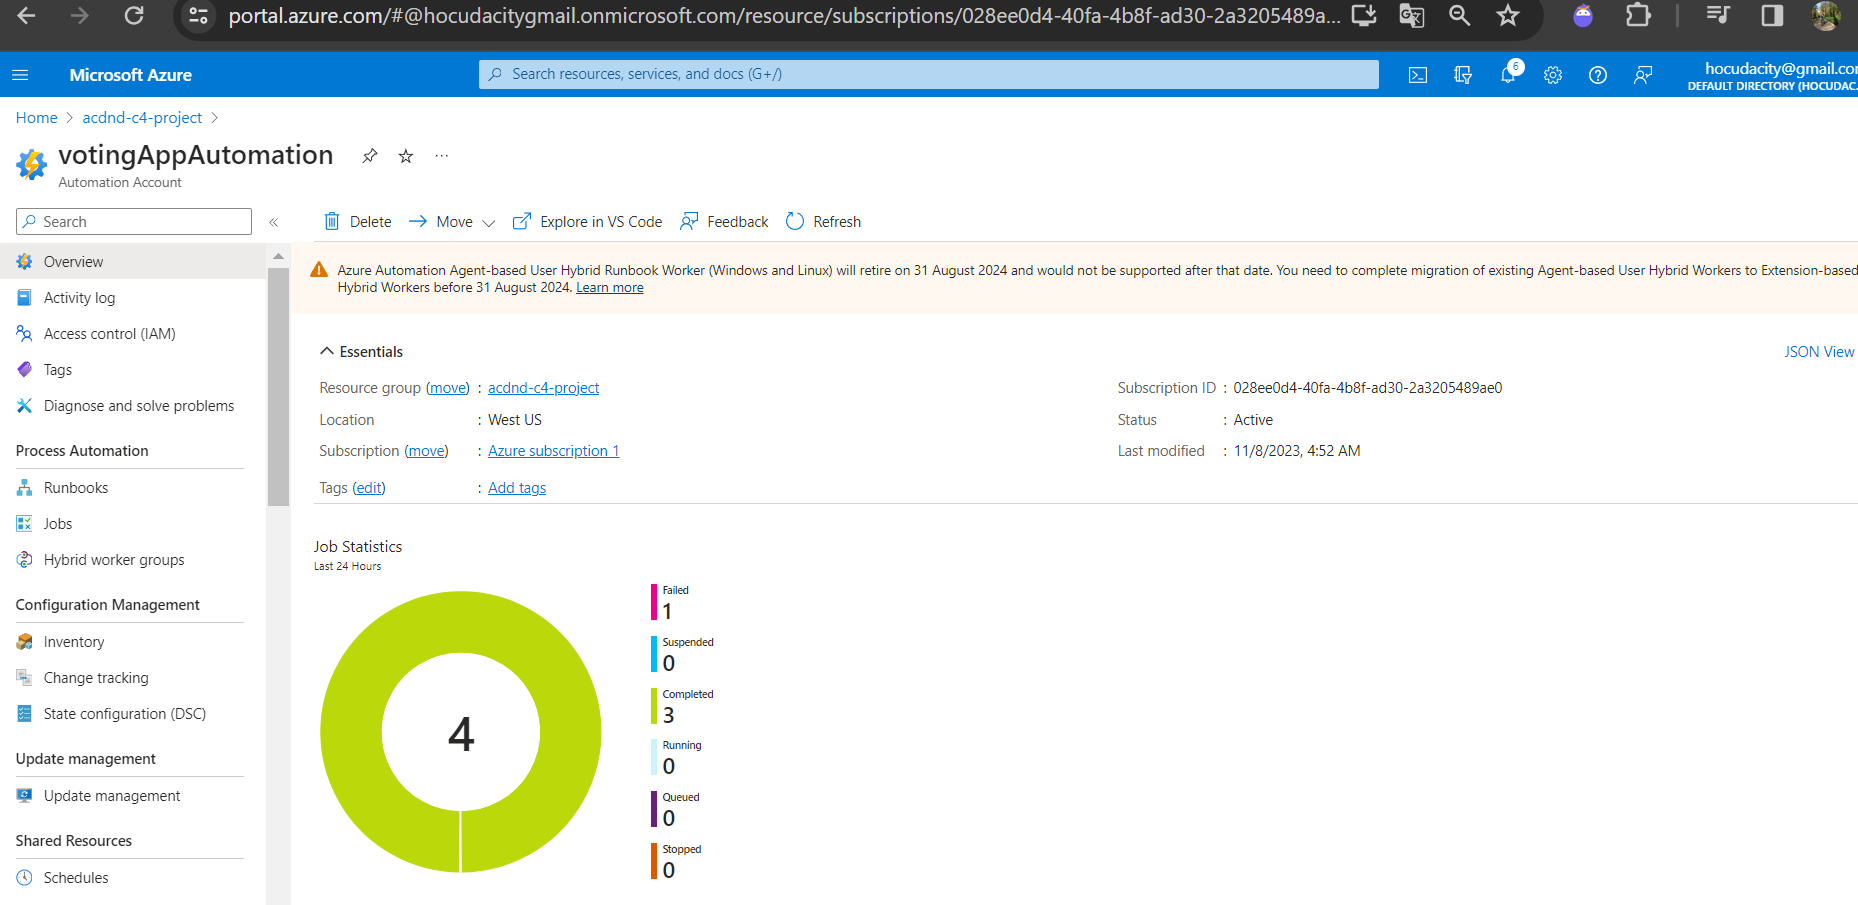 portal.azure.com/#@hocudacitygmail.onmicrosoft.com/resource/subscriptions/028ee0d4-40fa-4b8f-ad30-2a3205489a...
Microsoft Azure
Search resources, services, and docs (G+/)
6
hocudacity@gmail.co
DEFAULT DIRECTORY (HOCUDAC.
Home > acdnd-c4-project >
votingAppAutomation
...
Automation Account
Search
«
Delete
Move
Explore in VS Code
Feedback
Refresh
Overview
Activity log
Access control (IAM)
Tags
Diagnose and solve problems
Process Automation
Runbooks
Jobs
Hybrid worker groups
Configuration Management
Inventory
Change tracking
State configuration (DSC)
Update management
Update management
Shared Resources
Schedules
Azure Automation Agent-based User Hybrid Runbook Worker (Windows and Linux) will retire on 31 August 2024 and would not be supported after that date. You need to complete migration of existing Agent-based User Hybrid Workers to Extension-based
Hybrid Workers before 31 August 2024. Learn more
Essentials
JSON View
Resource group (move) : acdnd-c4-project
Location : West US
Subscription (move) : Azure subscription 1
Tags (edit) : Add tags
Subscription ID : 028ee0d4-40fa-4b8f-ad30-2a3205489ae0
Status : Active
Last modified : 11/8/2023, 4:52 AM
Job Statistics
Last 24 Hours
4
Failed
1
Suspended
0
Completed
3
Running
0
Queued
0
Stopped
0